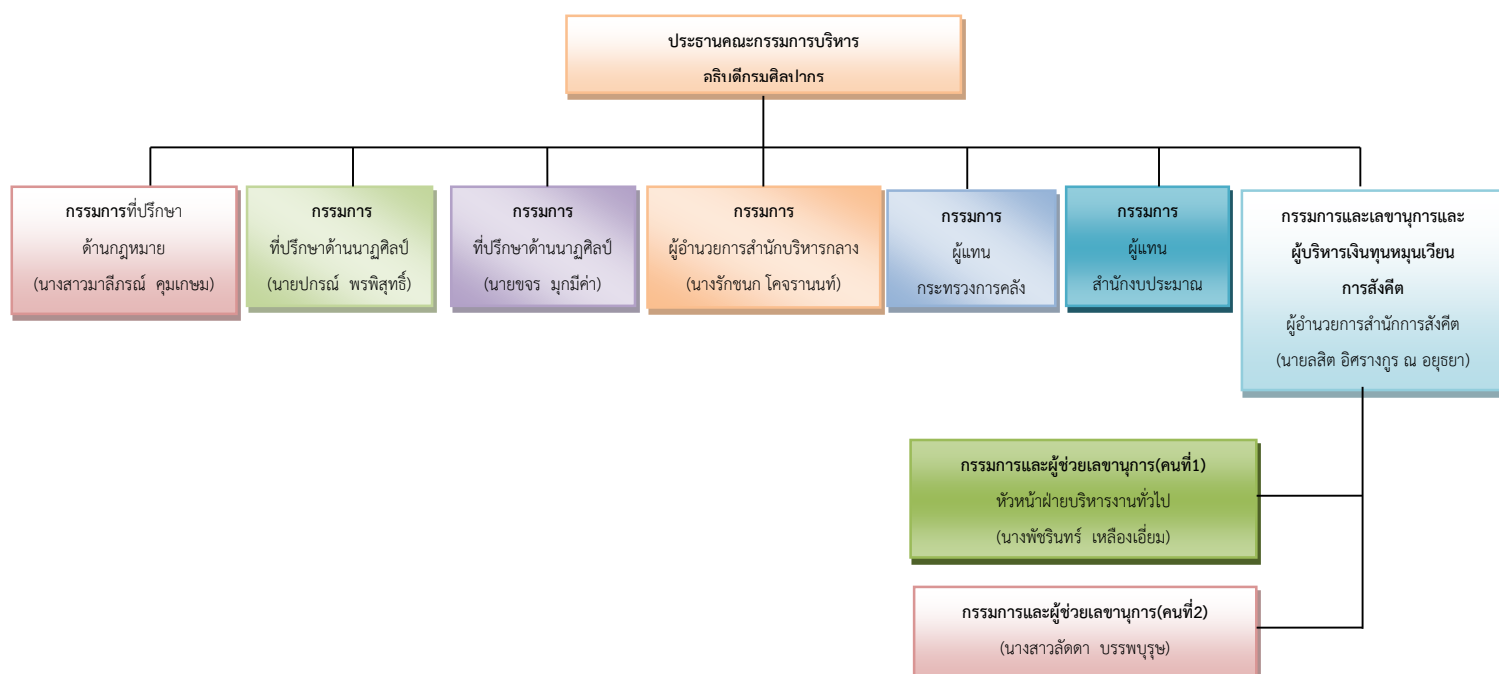 ประธานคณะกรรมการบริหาร
อธิบดีกรมศิลปากร
กรรมการที่ปรึกษา
ด้านกฎหมาย
(นางสาวมาลีภรณ์ คุมเกษม)
กรรมการ
ที่ปรึกษาด้านนาฏศิลป์
(นายปกรณ์ พรพิสุทธิ์)
กรรมการ
ที่ปรึกษาด้านนาฏศิลป์
(นายขจร มุกมีค่า)
กรรมการ
ผู้อำนวยการสำนักบริหารกลาง
(นางรักชนก โคจรานนท์)
กรรมการ
ผู้แทน
กระทรวงการคลัง
กรรมการ
ผู้แทน
สำนักงบประมาณ
กรรมการและเลขานุการและ
ผู้บริหารเงินทุนหมุนเวียน
การสังคีต
ผู้อำนวยการสำนักการสังคีต
(นายลสิต อิศรางกูร ณ อยุธยา)
กรรมการและผู้ช่วยเลขานุการ(คนที่1)
หัวหน้าฝ่ายบริหารงานทั่วไป
(นางพัชรินทร์ เหลืองเอี่ยม)
กรรมการและผู้ช่วยเลขานุการ(คนที่2)
(นางสาวลัดดา บรรพบุรุษ)